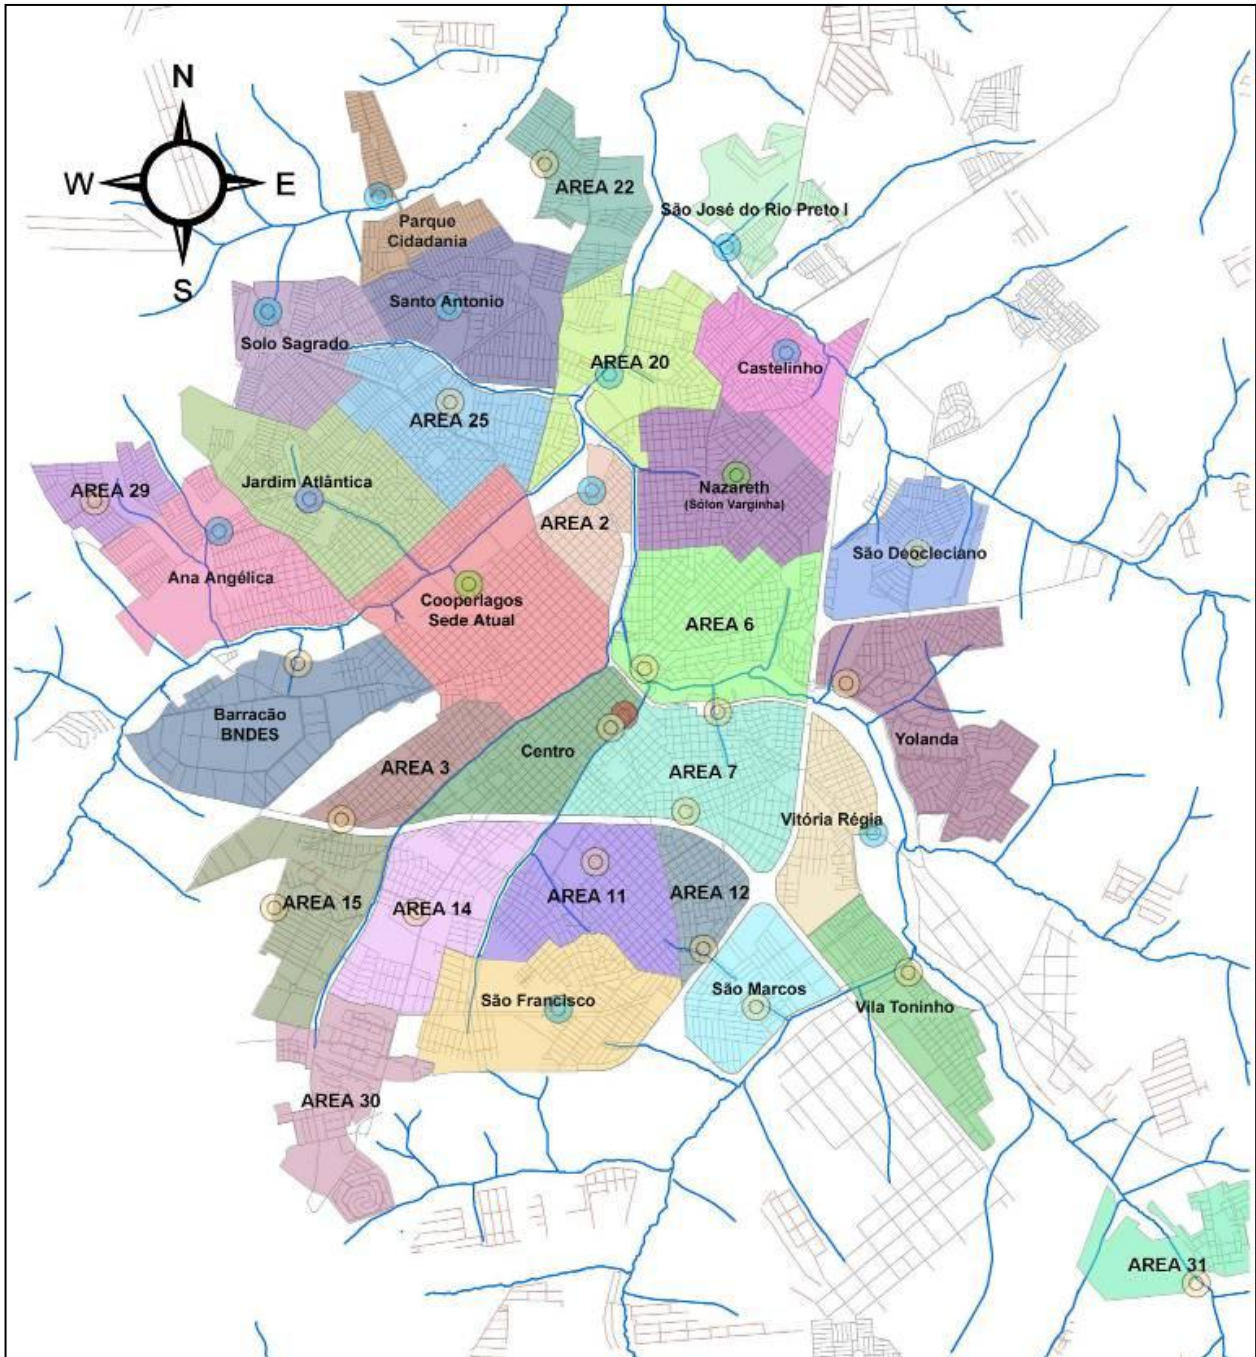 N
W
E
S
AREA 22
São José do Rio Preto I
Parque
Cidadania
Santo Antonio
Solo Sagrado
AREA 20
Castelinho
AREA 25
Jardim Atlântica
AREA 29
Nazareth
(Sólon Varginha)
AREA 2
São Deocleciano
Ana Angélica
Cooperlagos
Sede Atual
AREA 6
Barracão
BNDES
Yolanda
Centro
AREA 3
AREA 7
Vitória Régia
AREA 15
AREA 14
AREA 11
AREA 12
São Marcos
São Francisco
Vila Toninho
AREA 30
AREA 31